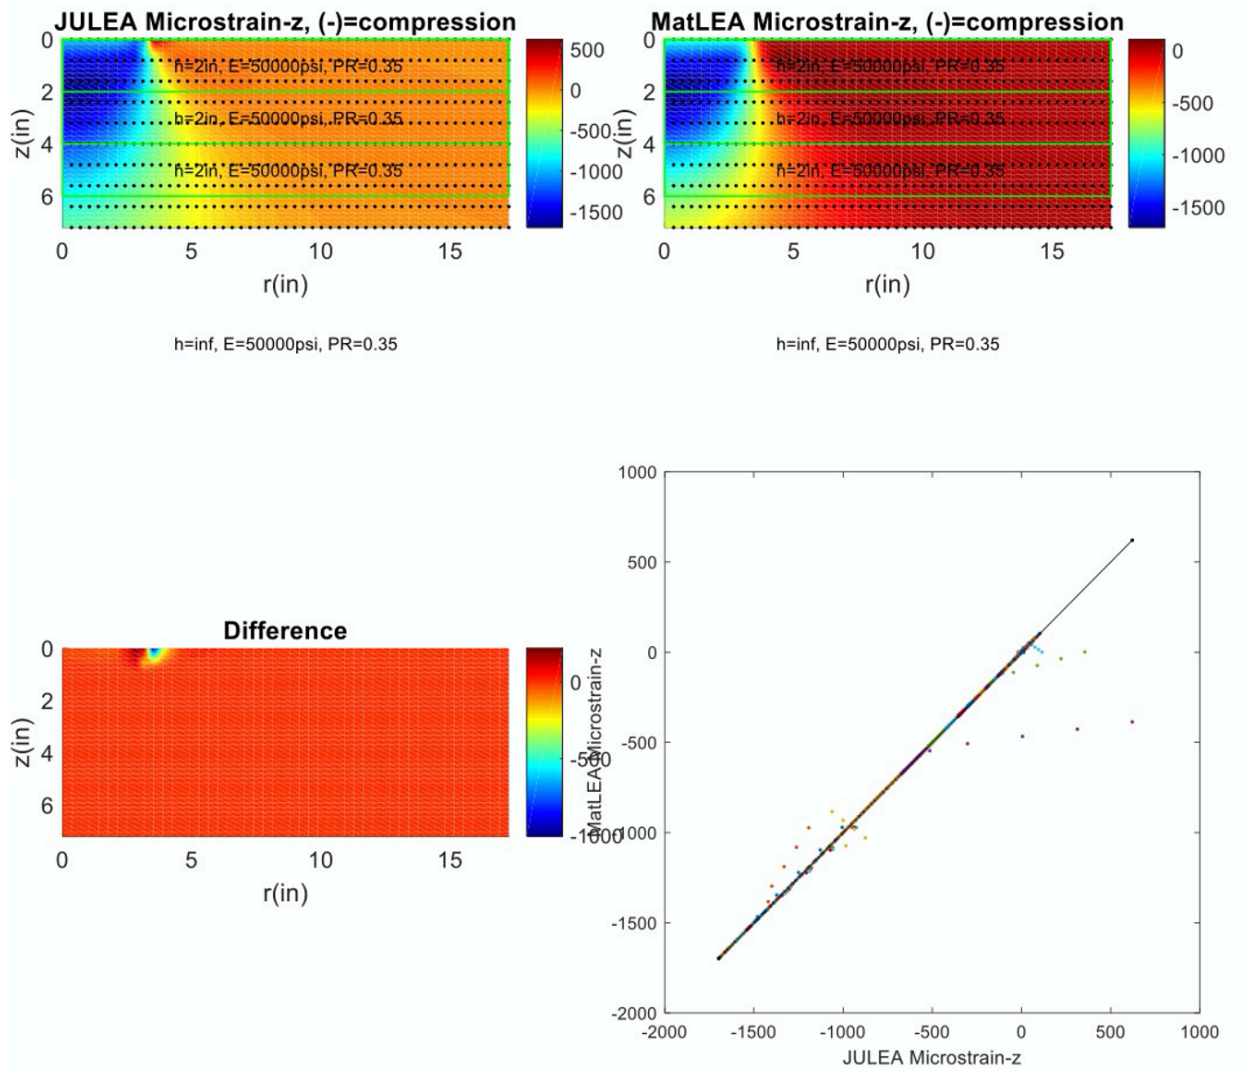 JULEA Microstrain-z, (-)=compression
0
2
4
6
z(in)
h=2in, E=50000psi, PR=0.35
h=2in, E=50000psi, PR=0.35
h=2in, E=50000psi, PR=0.35
0 5 10 15
r(in)
500
0
-500
-1000
-1500
h=inf, E=50000psi, PR=0.35
MatLEA Microstrain-z, (-)=compression
0
2
4
6
z(in)
h=2in, E=50000psi, PR=0.35
h=2in, E=50000psi, PR=0.35
h=2in, E=50000psi, PR=0.35
0 5 10 15
r(in)
0
-500
-1000
-1500
h=inf, E=50000psi, PR=0.35
Difference
0
2
4
6
z(in)
0 5 10 15
r(in)
0
-500
-1000
MatLEA Microstrain-z
1000
500
0
-500
-1000
-1500
-2000
-2000 -1500 -1000 -500 0 500 1000
JULEA Microstrain-z